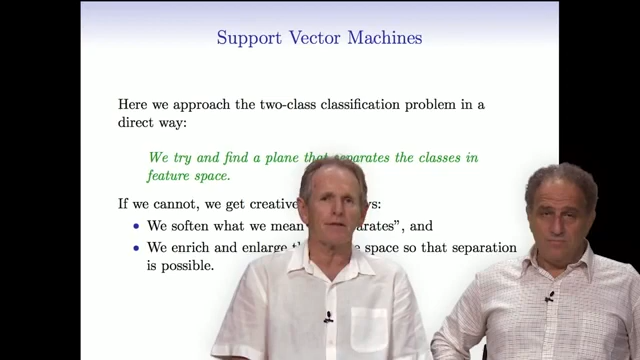 Support Vector Machines
Here we approach the two-class classification problem in a
direct way:
We try and find a plane that separates the classes in
feature space.
If we cannot, we get creative
We soften what we mean "separates", and
We enrich and enlarge the space so that separation
is possible.